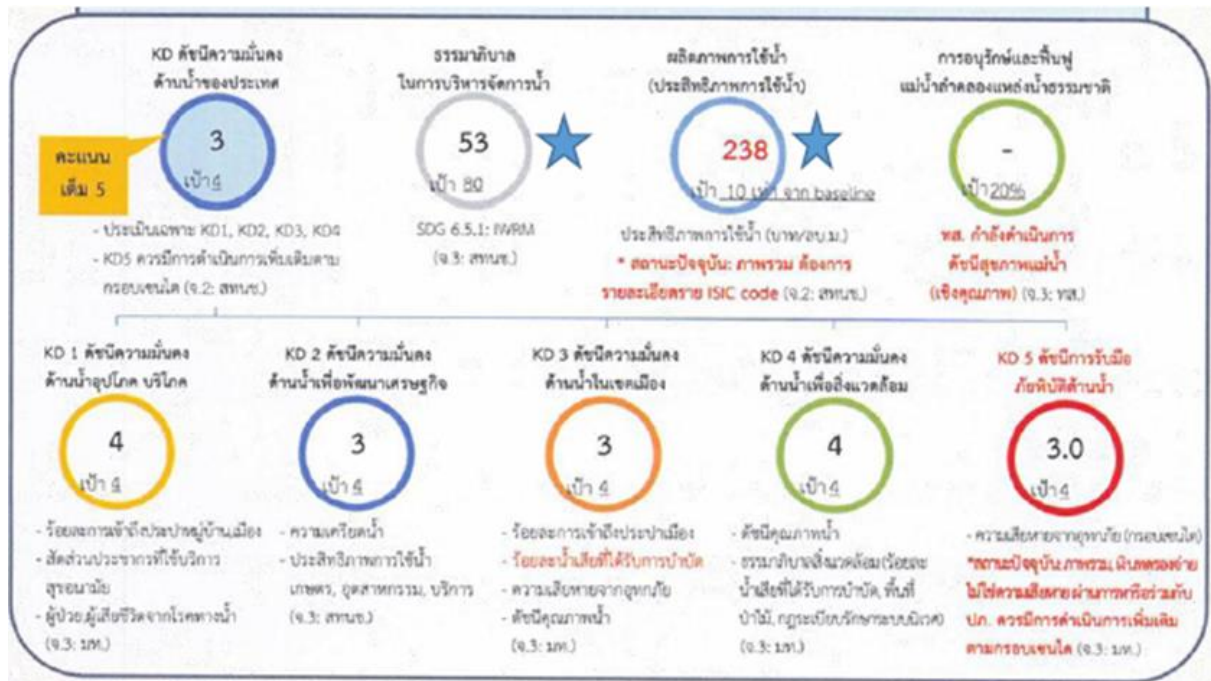 KD ดัชนีความมั่นคง
ด้านน้ำของประเทศ
คะแนน
เต็ม 5
3
เป้า 4
- ประเมินเฉพาะ KD1, KD2, KD3, KD4
- KD5 ควรมีการดำเนินการเพิ่มเติมตาม
กรอบเซนได (จ.2: สทนช.)
ธรรมาภิบาล
ในการบริหารจัดการน้ำ
53
เป้า 80
SDG 6.5.1: IWRM
(จ.3: สทนช.)
ผลิตภาพการใช้น้ำ
(ประสิทธิภาพการใช้น้ำ)
238
เป้า 10 เท่า จาก baseline
ประสิทธิภาพการใช้น้ำ (บาท/ลบ.ม.)
* สถานะปัจจุบัน: ภาพรวม ต้องการ
รายละเอียดราย ISIC code (จ.2: สทนช.)
การอนุรักษ์และฟื้นฟู
แม่น้ำลำคลองแหล่งน้ำธรรมชาติ
-
เป้า 20%
ทส. กำลังดำเนินการ
ดัชนีสุขภาพแม่น้ำ
(เชิงคุณภาพ) (จ.3: ทส.)
KD 1 ดัชนีความมั่นคง
ด้านน้ำอุปโภค บริโภค
4
เป้า 4
- ร้อยละการเข้าถึงประปาหมู่บ้าน,เมือง
- สัดส่วนประชากรที่ใช้บริการ
สุขอนามัย
- ผู้ป่วย,ผู้เสียชีวิตจากโรคทางน้ำ
(จ.3: มท.)
KD 2 ดัชนีความมั่นคง
ด้านน้ำเพื่อพัฒนาเศรษฐกิจ
3
เป้า 4
- ความเครียดน้ำ
- ประสิทธิภาพการใช้น้ำ
เกษตร, อุตสาหกรรม, บริการ
(จ.3: สทนช.)
KD 3 ดัชนีความมั่นคง
ด้านน้ำในเขตเมือง
3
เป้า 4
- ร้อยละการเข้าถึงประปาเมือง
- ร้อยละน้ำเสียที่ได้รับการบำบัด
- ความเสียหายจากอุทกภัย
- ดัชนีคุณภาพน้ำ
(จ.3: มท.)
KD 4 ดัชนีความมั่นคง
ด้านน้ำเพื่อสิ่งแวดล้อม
4
เป้า 4
- ดัชนีคุณภาพน้ำ
- ธรรมาภิบาลสิ่งแวดล้อม (ร้อยละ
น้ำเสียที่ได้รับการบำบัด, พื้นที่
ป่าไม้, กฎระเบียบรักษาระบบนิเวศ)
(จ.3: มท.)
KD 5 ดัชนีการรับมือ
ภัยพิบัติด้านน้ำ
3.0
เป้า 4
- ความเสียหายจากอุทกภัย (กรอบเซนได)
*สถานะปัจจุบัน: ภาพรวม, เงินทดรองจ่าย
ไม่ใช่ความเสียหาย ผ่านการหารือร่วมกับ
ปภ. ควรมีการดำเนินการเพิ่มเติม
ตามกรอบเซนได (จ.3: มท.)